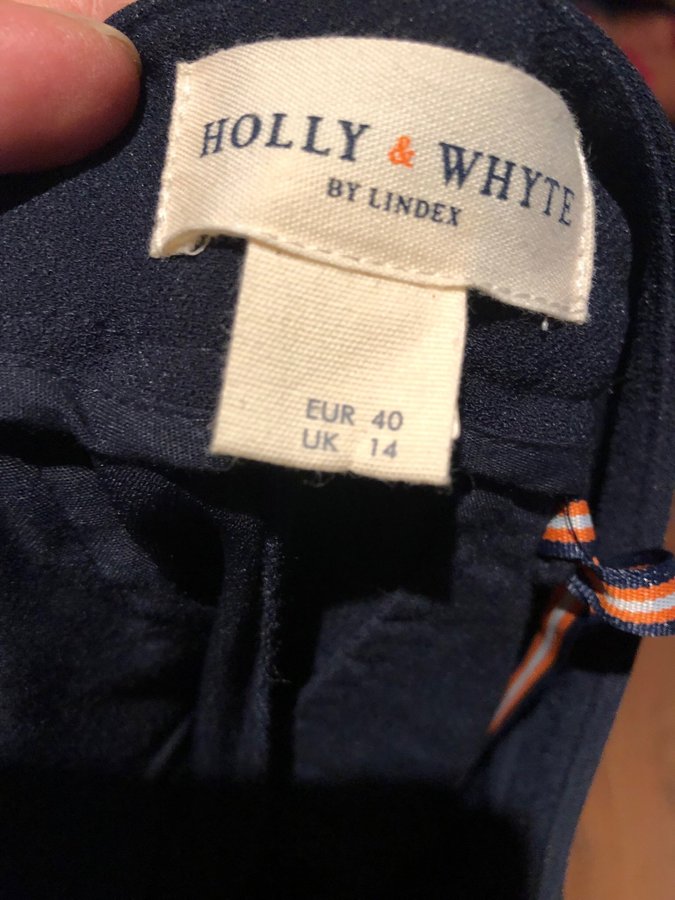 HOLLY & WHYTE
BY LINDEX
EUR 40
UK 14